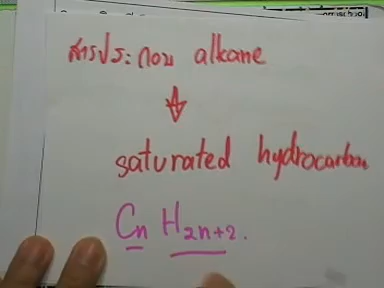 สารประกอบ alkane
saturated hydrocarbon
CnH2n+2.